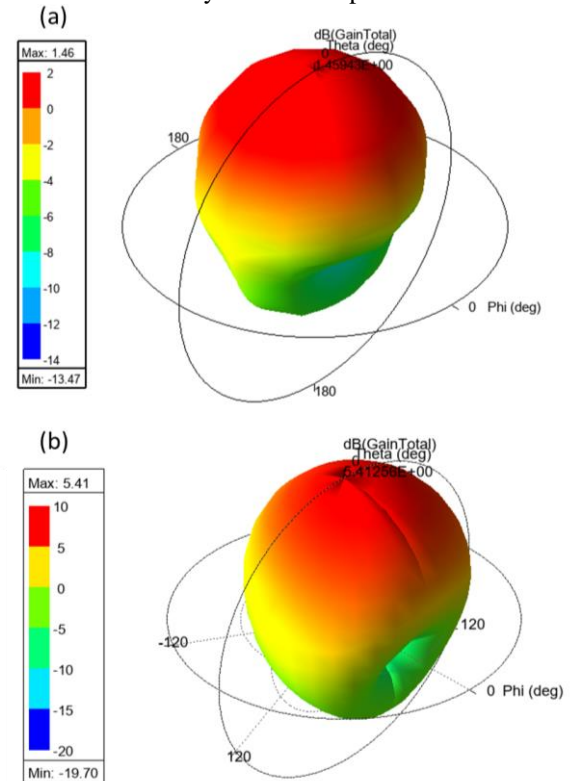 (a)
Max: 1.46
2
0
-2
-4
-6
-8
-10
-12
-14
Min: -13.47
dB(GainTotal)
0
Theta (deg)
180
0 Phi (deg)
180
(b)
Max: 5.41
10
5
0
-5
-10
-15
-20
Min: -19.70
dB(GainTotal)
0
Theta (deg)
-120
120
0 Phi (deg)
120